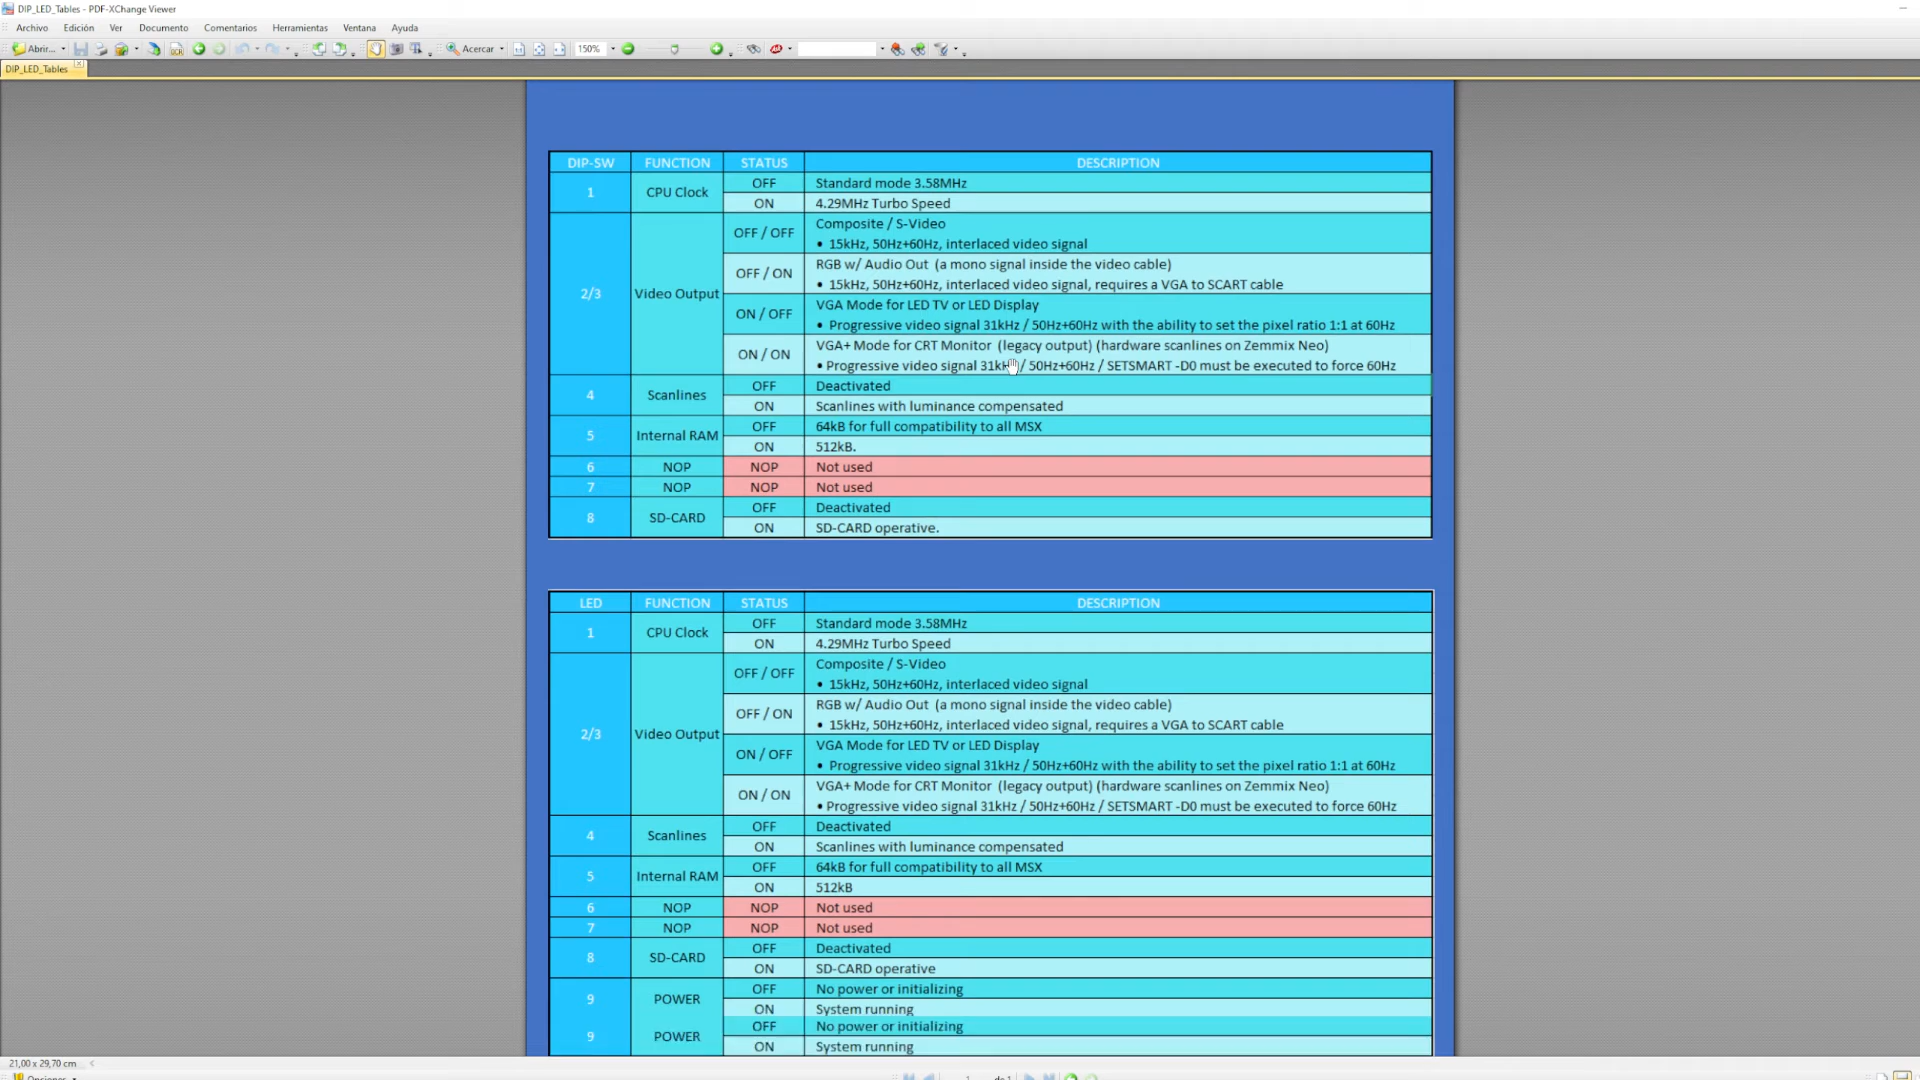 DIP_LED_Tables - PDF-XChange Viewer
Archivo Edición Ver Documento Comentarios Herramientas Ventana Ayuda
Abrir... Acercar 150%
DIP_LED_Tables
DIP-SW FUNCTION STATUS DESCRIPTION
1 CPU Clock OFF Standard mode 3.58MHz
ON 4.29MHz Turbo Speed
2/3 Video Output OFF / OFF Composite / S-Video
• 15kHz, 50Hz+60Hz, interlaced video signal
OFF / ON RGB w/ Audio Out (a mono signal inside the video cable)
• 15kHz, 50Hz+60Hz, interlaced video signal, requires a VGA to SCART cable
ON / OFF VGA Mode for LED TV or LED Display
• Progressive video signal 31kHz / 50Hz+60Hz with the ability to set the pixel ratio 1:1 at 60Hz
ON / ON VGA+ Mode for CRT Monitor (legacy output) (hardware scanlines on Zemmix Neo)
• Progressive video signal 31kHz / 50Hz+60Hz / SETSMART -D0 must be executed to force 60Hz
4 Scanlines OFF Deactivated
ON Scanlines with luminance compensated
5 Internal RAM OFF 64kB for full compatibility to all MSX
ON 512kB.
6 NOP NOP Not used
7 NOP NOP Not used
8 SD-CARD OFF Deactivated
ON SD-CARD operative.
LED FUNCTION STATUS DESCRIPTION
1 CPU Clock OFF Standard mode 3.58MHz
ON 4.29MHz Turbo Speed
2/3 Video Output OFF / OFF Composite / S-Video
• 15kHz, 50Hz+60Hz, interlaced video signal
OFF / ON RGB w/ Audio Out (a mono signal inside the video cable)
• 15kHz, 50Hz+60Hz, interlaced video signal, requires a VGA to SCART cable
ON / OFF VGA Mode for LED TV or LED Display
• Progressive video signal 31kHz / 50Hz+60Hz with the ability to set the pixel ratio 1:1 at 60Hz
ON / ON VGA+ Mode for CRT Monitor (legacy output) (hardware scanlines on Zemmix Neo)
• Progressive video signal 31kHz / 50Hz+60Hz / SETSMART -D0 must be executed to force 60Hz
4 Scanlines OFF Deactivated
ON Scanlines with luminance compensated
5 Internal RAM OFF 64kB for full compatibility to all MSX
ON 512kB
6 NOP NOP Not used
7 NOP NOP Not used
8 SD-CARD OFF Deactivated
ON SD-CARD operative
9 POWER OFF No power or initializing
ON System running
9 POWER OFF No power or initializing
ON System running
21,00 x 29,70 cm
Opciones
1 de 1